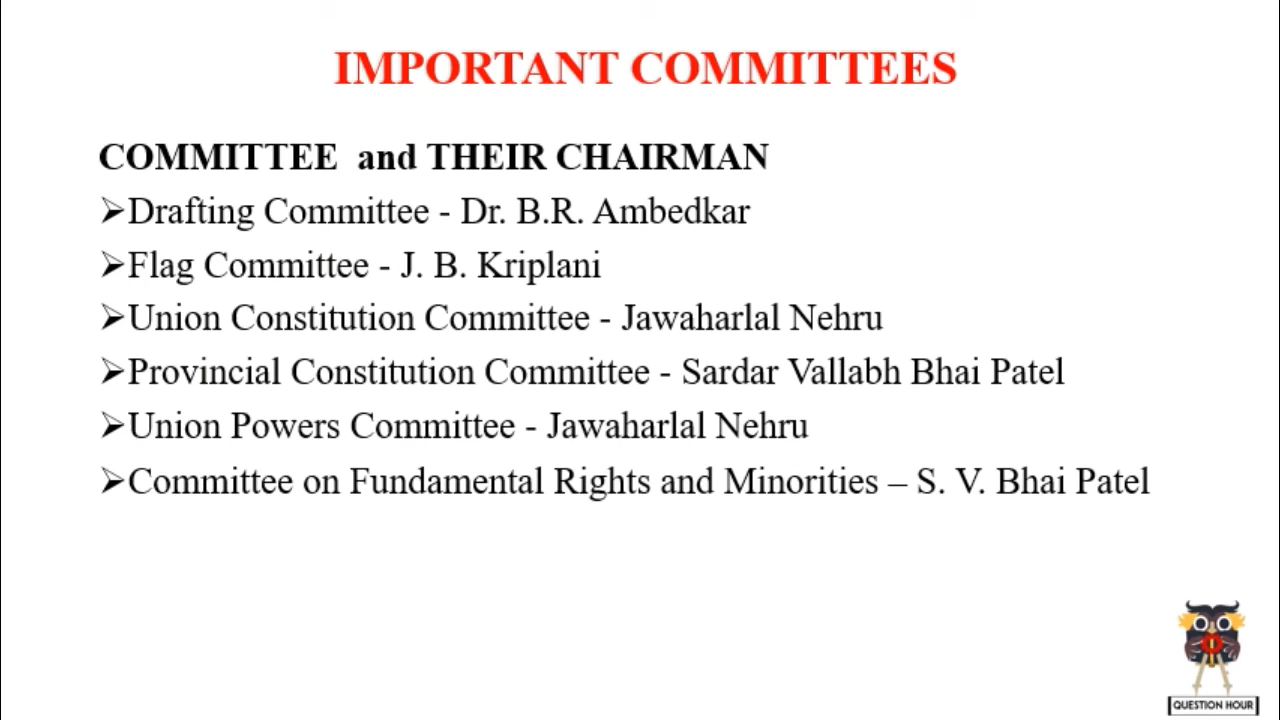 IMPORTANT COMMITTEES
COMMITTEE and THEIR CHAIRMAN
➢Drafting Committee - Dr. B.R. Ambedkar
➢Flag Committee - J. B. Kriplani
➢Union Constitution Committee - Jawaharlal Nehru
➢Provincial Constitution Committee - Sardar Vallabh Bhai Patel
➢Union Powers Committee - Jawaharlal Nehru
➢Committee on Fundamental Rights and Minorities – S. V. Bhai Patel
QUESTION HOUR